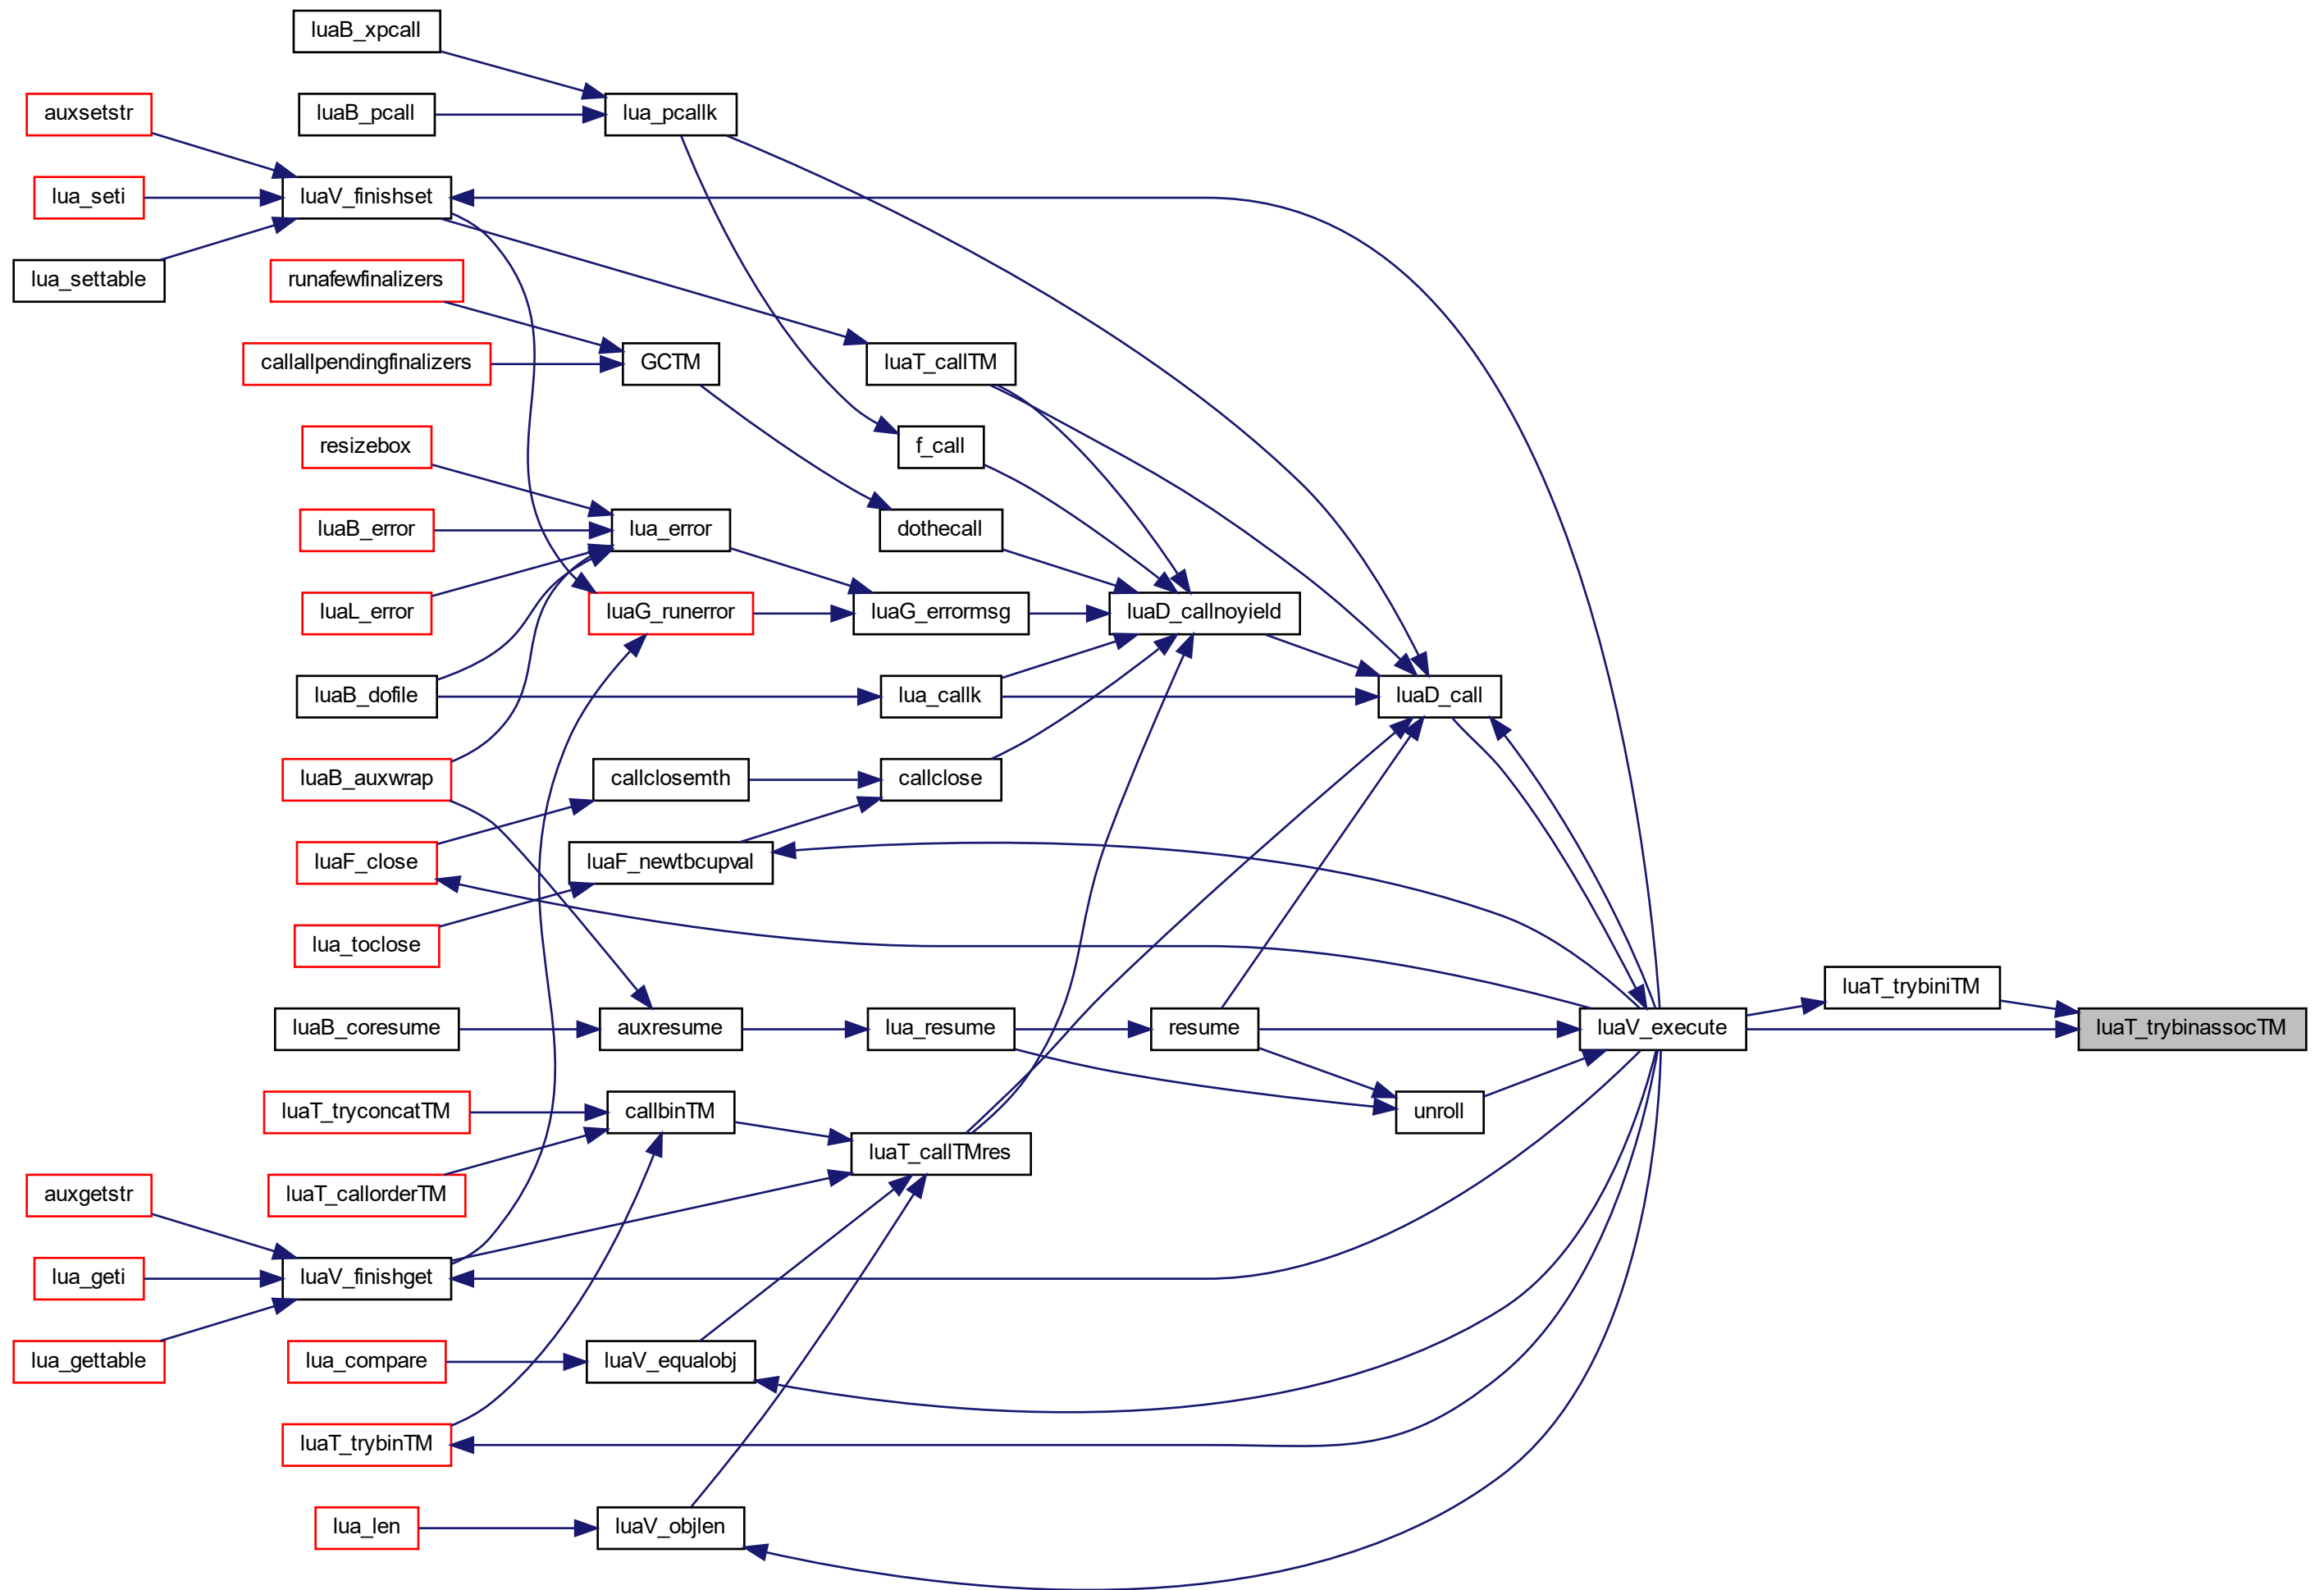 luaB_xpcall
auxsetstr
luaB_pcall
lua_pcallk
lua_seti
luaV_finishset
lua_settable
runafewfinalizers
callallpendingfinalizers
GCTM
luaT_callTM
resizebox
f_call
luaB_error
lua_error
dothecall
luaL_error
luaG_runerror
luaG_errormsg
luaD_callnoyield
luaB_dofile
lua_callk
luaD_call
luaB_auxwrap
callclosemth
callclose
luaF_close
luaF_newtbcupval
lua_toclose
luaT_trybiniTM
luaB_coresume
auxresume
lua_resume
resume
luaV_execute
luaT_trybinassocTM
luaT_tryconcatTM
callbinTM
unroll
luaT_callTMres
auxgetstr
luaT_callorderTM
lua_geti
luaV_finishget
lua_gettable
lua_compare
luaV_equalobj
luaT_trybinTM
lua_len
luaV_objlen